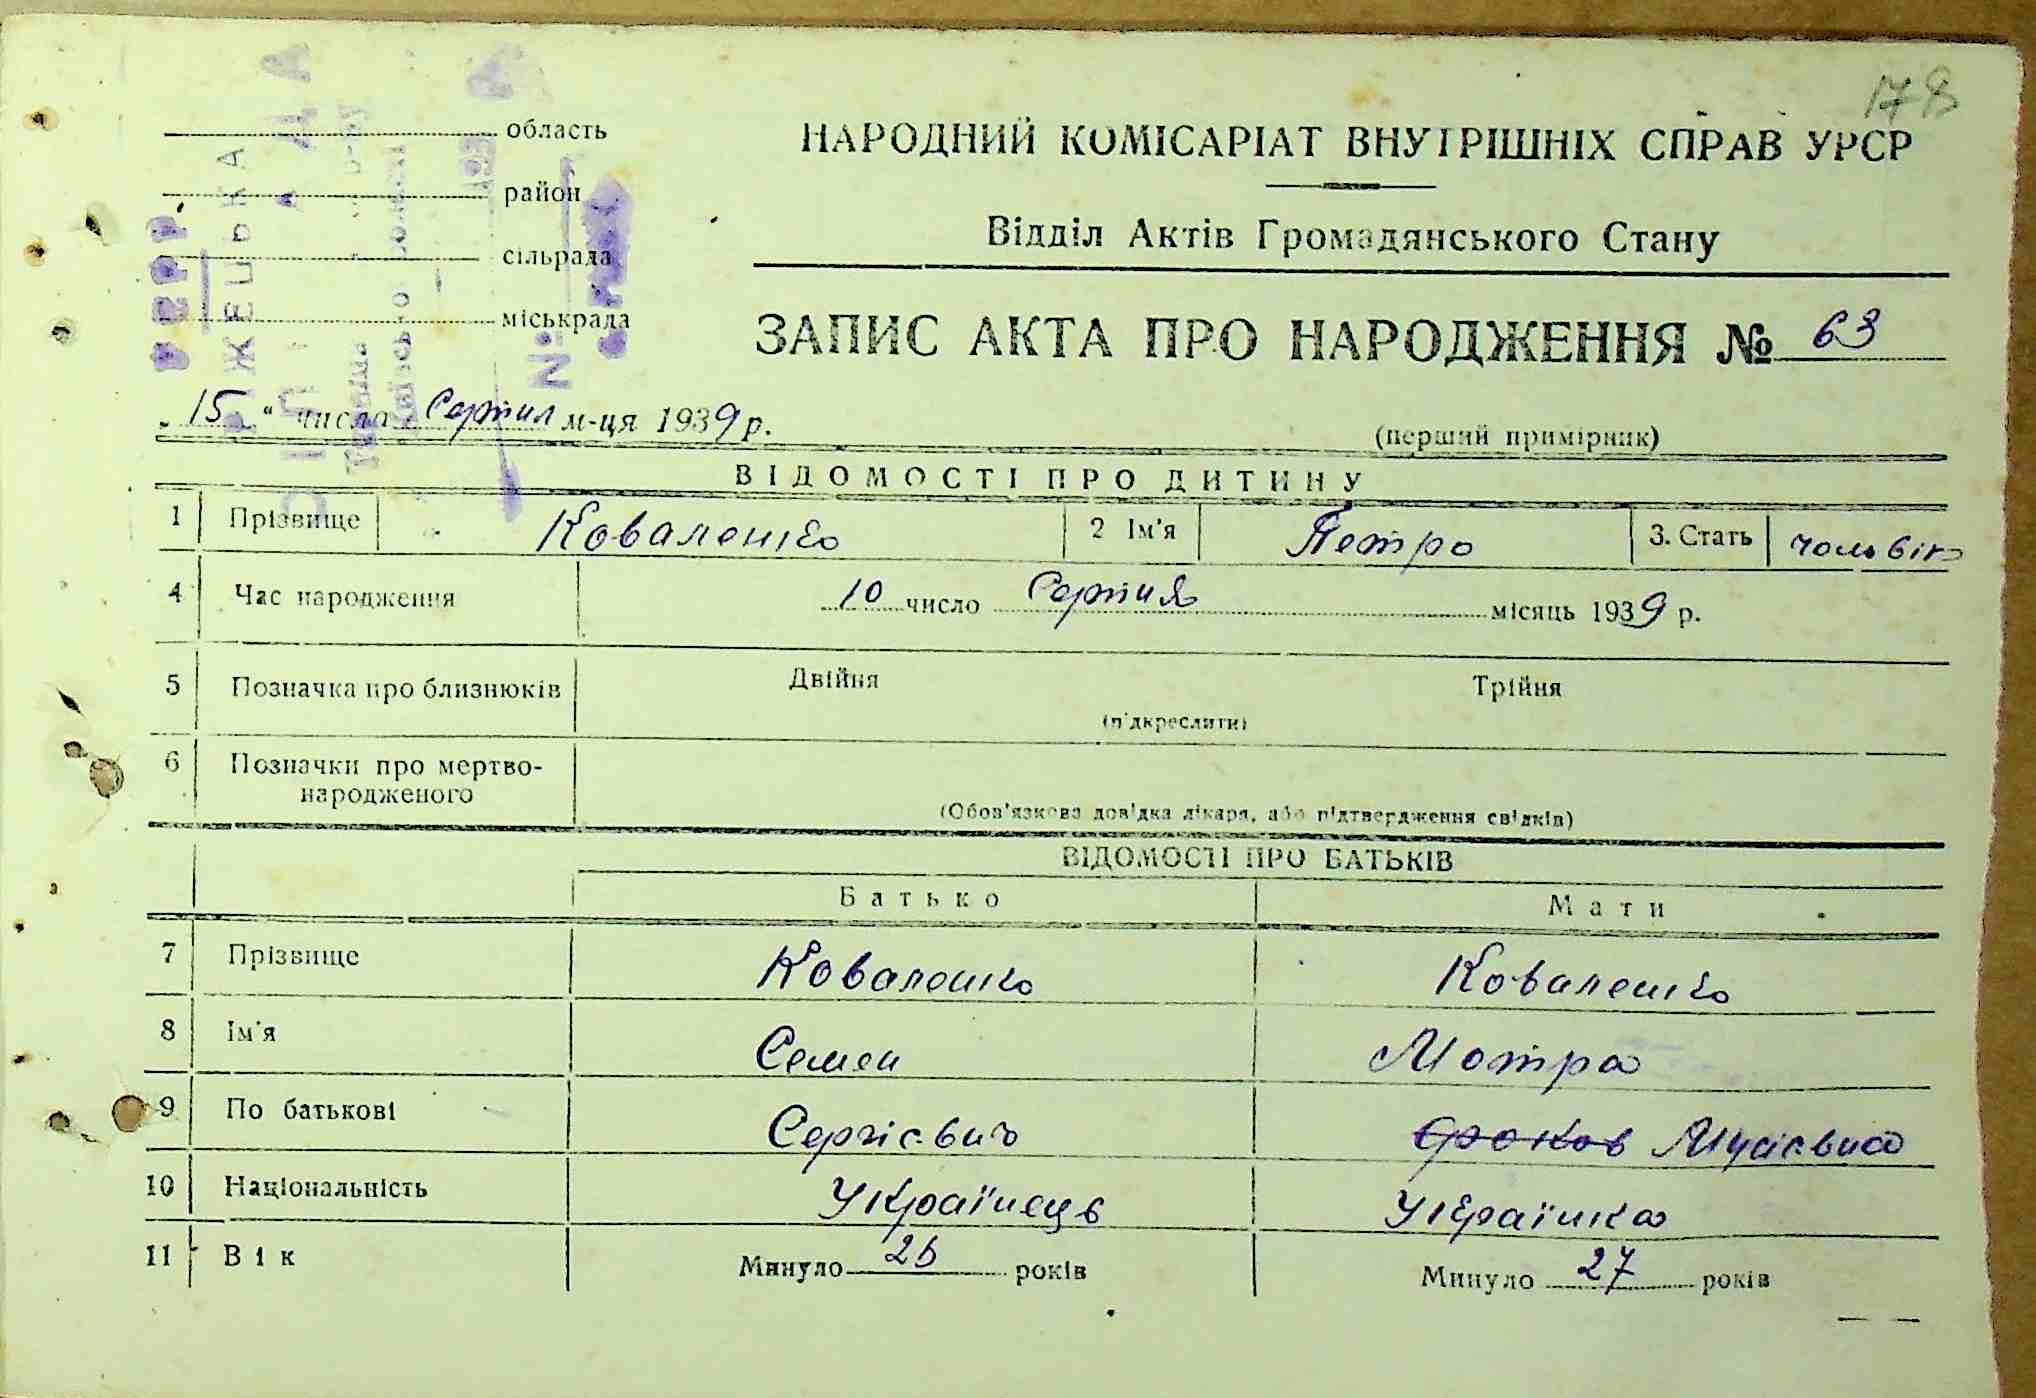 178
область
район
сільрада
міськрада
УСРР
РАДА
№
НАРОДНИЙ КОМІСАРІАТ ВНУТРІШНІХ СПРАВ УРСР
Відділ Актів Громадянського Стану
ЗАПИС АКТА ПРО НАРОДЖЕННЯ № 63
„ 15 “ числа Серпня м-ця 1939 р.
(перший примірник)
ВІДОМОСТІ ПРО ДИТИНУ
1 Прізвище Коваленко 2 Ім'я Петро 3. Стать чоловік
4 Час народження 10 число Серпня місяць 1939 р.
5 Позначка про близнюків Двійня Трійня
(підкреслити)
6 Позначки про мертво-
народженого
(Обов'язкова довідка лікаря, або підтвердження свідків)
ВІДОМОСТІ ПРО БАТЬКІВ
Батько Мати
7 Прізвище Коваленко Коваленко
8 Ім'я Семен Мотра
9 По батькові Сергієвич
10 Національність Українець Українка
11 Вік Минуло років Минуло 27 років